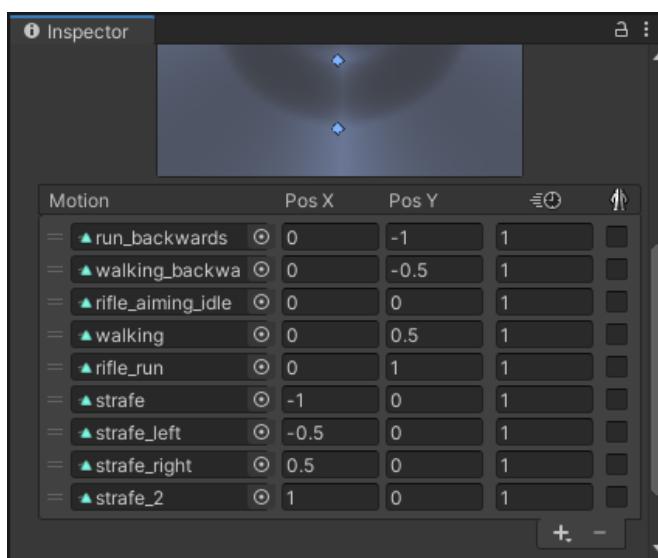 Inspector
Motion Pos X Pos Y
run_backwards 0 -1 1
walking_backwa 0 -0.5 1
rifle_aiming_idle 0 0 1
walking 0 0.5 1
rifle_run 0 1 1
strafe -1 0 1
strafe_left -0.5 0 1
strafe_right 0.5 0 1
strafe_2 1 0 1